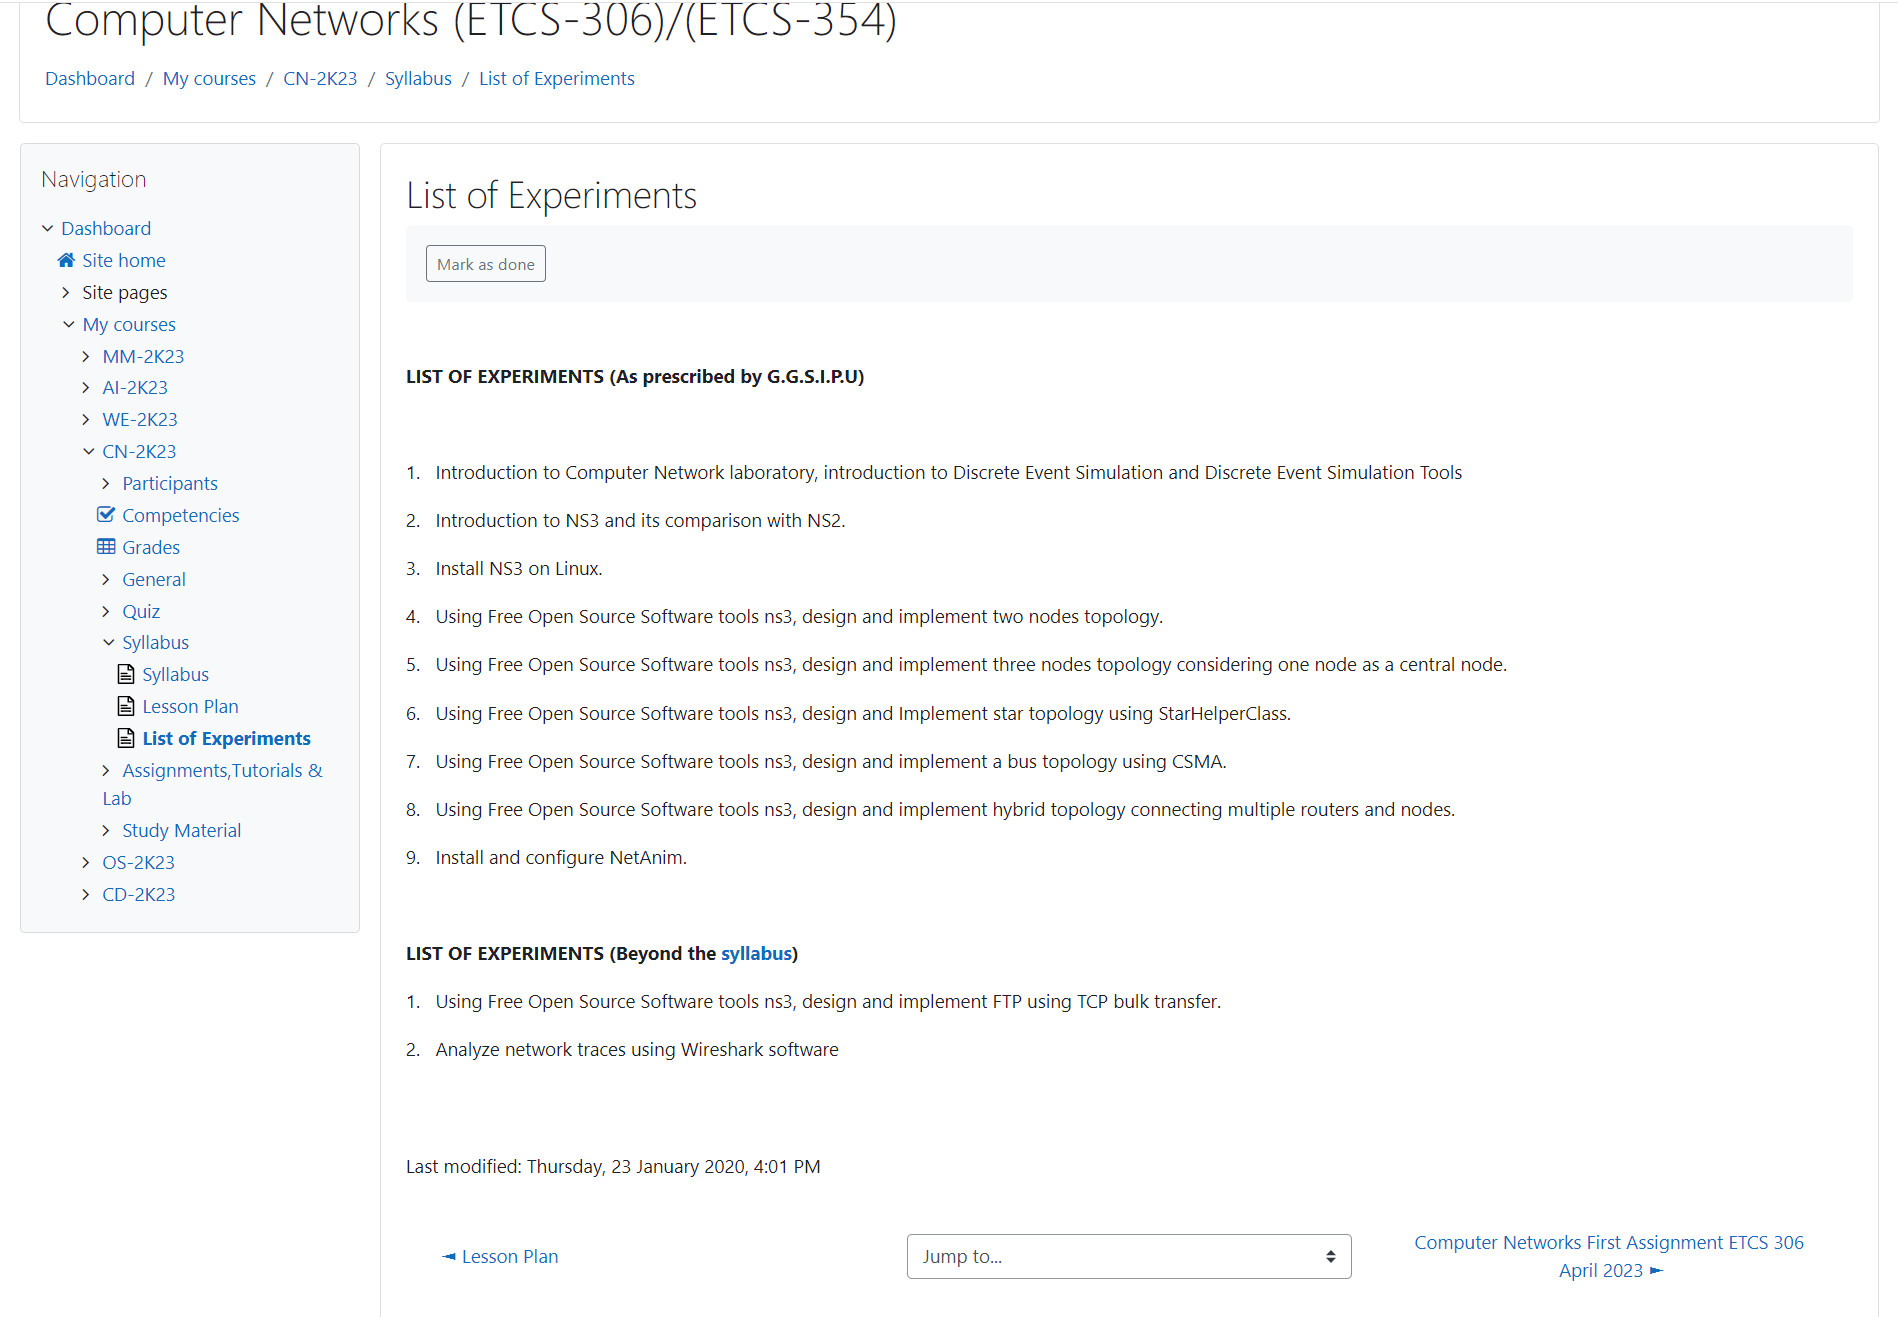 Computer Networks (ETCS-306)/(ETCS-354)
Dashboard / My courses / CN-2K23 / Syllabus / List of Experiments
Navigation
Dashboard
Site home
Site pages
My courses
MM-2K23
AI-2K23
WE-2K23
CN-2K23
Participants
Competencies
Grades
General
Quiz
Syllabus
Syllabus
Lesson Plan
List of Experiments
Assignments,Tutorials &
Lab
Study Material
OS-2K23
CD-2K23
List of Experiments
Mark as done
LIST OF EXPERIMENTS (As prescribed by G.G.S.I.P.U)
1. Introduction to Computer Network laboratory, introduction to Discrete Event Simulation and Discrete Event Simulation Tools
2. Introduction to NS3 and its comparison with NS2.
3. Install NS3 on Linux.
4. Using Free Open Source Software tools ns3, design and implement two nodes topology.
5. Using Free Open Source Software tools ns3, design and implement three nodes topology considering one node as a central node.
6. Using Free Open Source Software tools ns3, design and Implement star topology using StarHelperClass.
7. Using Free Open Source Software tools ns3, design and implement a bus topology using CSMA.
8. Using Free Open Source Software tools ns3, design and implement hybrid topology connecting multiple routers and nodes.
9. Install and configure NetAnim.
LIST OF EXPERIMENTS (Beyond the syllabus)
1. Using Free Open Source Software tools ns3, design and implement FTP using TCP bulk transfer.
2. Analyze network traces using Wireshark software
Last modified: Thursday, 23 January 2020, 4:01 PM
◄ Lesson Plan
Jump to...
Computer Networks First Assignment ETCS 306
April 2023 ►